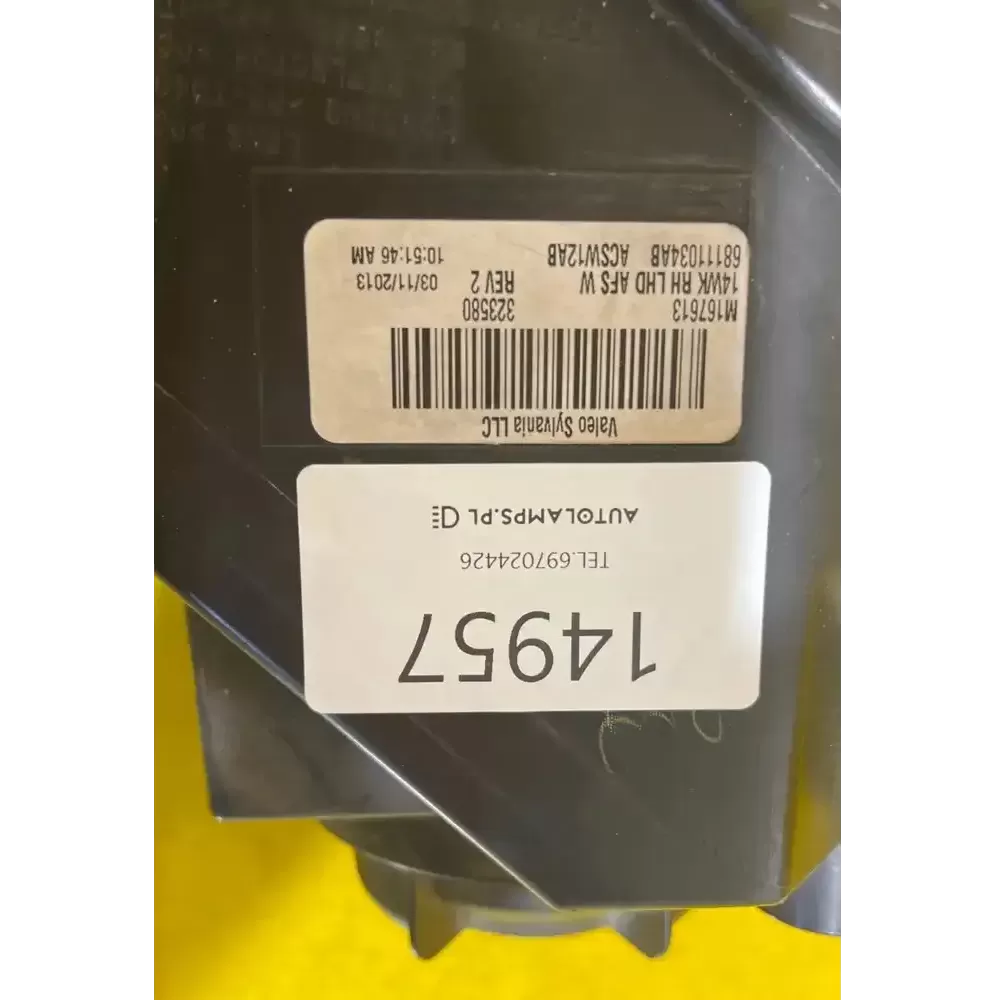 14957
TEL.697024426
AUTOLAMPS.PL
Valeo Sylvania LLC
M167613 323580
14WK RH LHD AFS W REV 2 03/11/2013
68111034AB ACSW12AB 10:51:46 AM